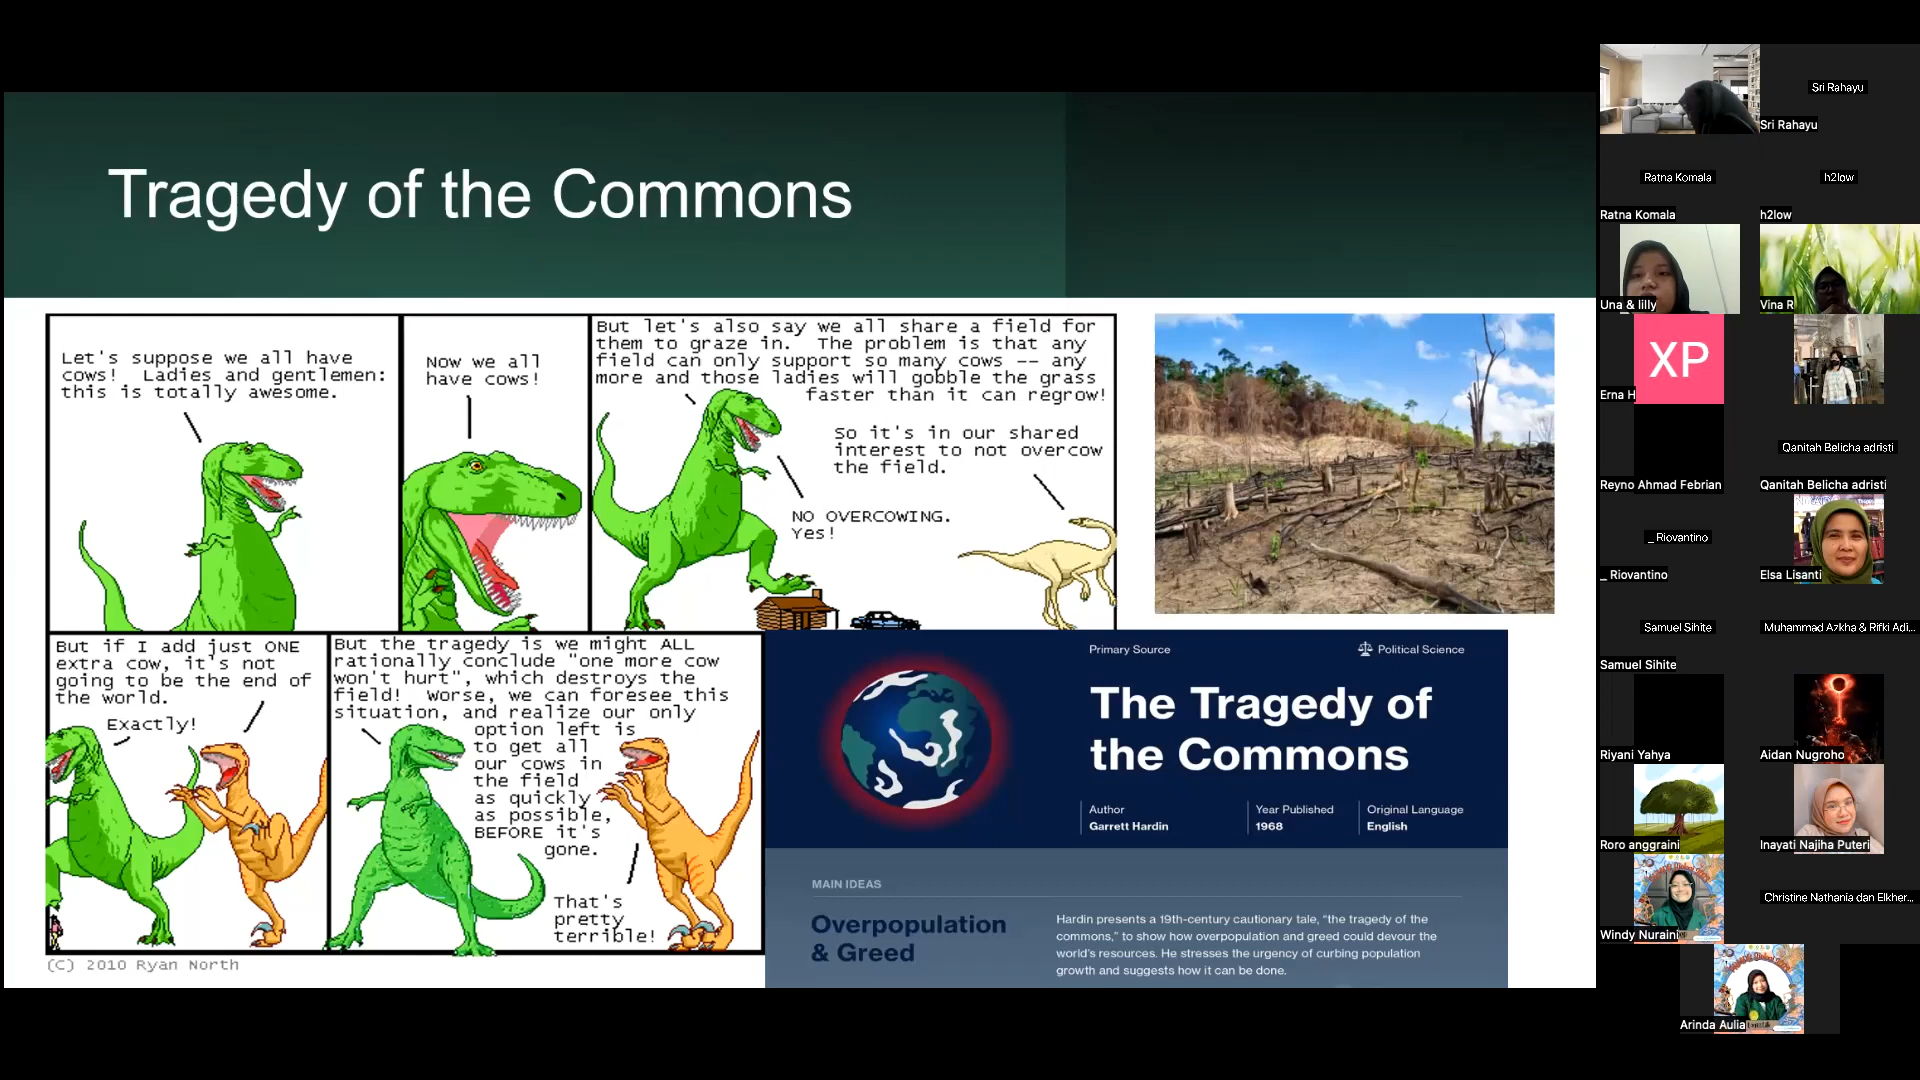 Tragedy of the Commons
Let's suppose we all have
cows! Ladies and gentlemen:
this is totally awesome.
Now we all
have cows!
But let's also say we all share a field for
them to graze in. The problem is that any
field can only support so many cows -- any
more and those ladies will gobble the grass
faster than it can regrow!
So it's in our shared
interest to not overcow
the field.
NO OVERCOWING.
Yes!
But if I add just ONE
extra cow, it's not
going to be the end of
the world.
Exactly!
But the tragedy is we might ALL
rationally conclude "one more cow
won't hurt", which destroys the
field! Worse, we can foresee this
situation, and realize our only
option left is
to get all
our cows in
the field
as quickly
as possible,
BEFORE it's
gone.
That's
pretty
terrible!
(C) 2010 Ryan North
Primary Source
Political Science
The Tragedy of
the Commons
Author
Garrett Hardin
Year Published
1968
Original Language
English
MAIN IDEAS
Overpopulation
& Greed
Hardin presents a 19th-century cautionary tale, "the tragedy of the
commons," to show how overpopulation and greed could devour the
world's resources. He stresses the urgency of curbing population
growth and suggests how it can be done.
Sri Rahayu
Sri Rahayu
Ratna Komala
Ratna Komala
h2low
h2low
Una & lilly
Vina R
XP
Erna H
Reyno Ahmad Febrian
Qanitah Belicha adristi
Qanitah Belicha adristi
_ Riovantino
_ Riovantino
Elsa Lisanti
Samuel Sihite
Samuel Sihite
Muhammad Azkha & Rifki Adi...
Riyani Yahya
Aidan Nugroho
Roro anggraini
Inayati Najiha Puteri
Windy Nuraini
Christine Nathania dan Elkher...
Arinda Aulia